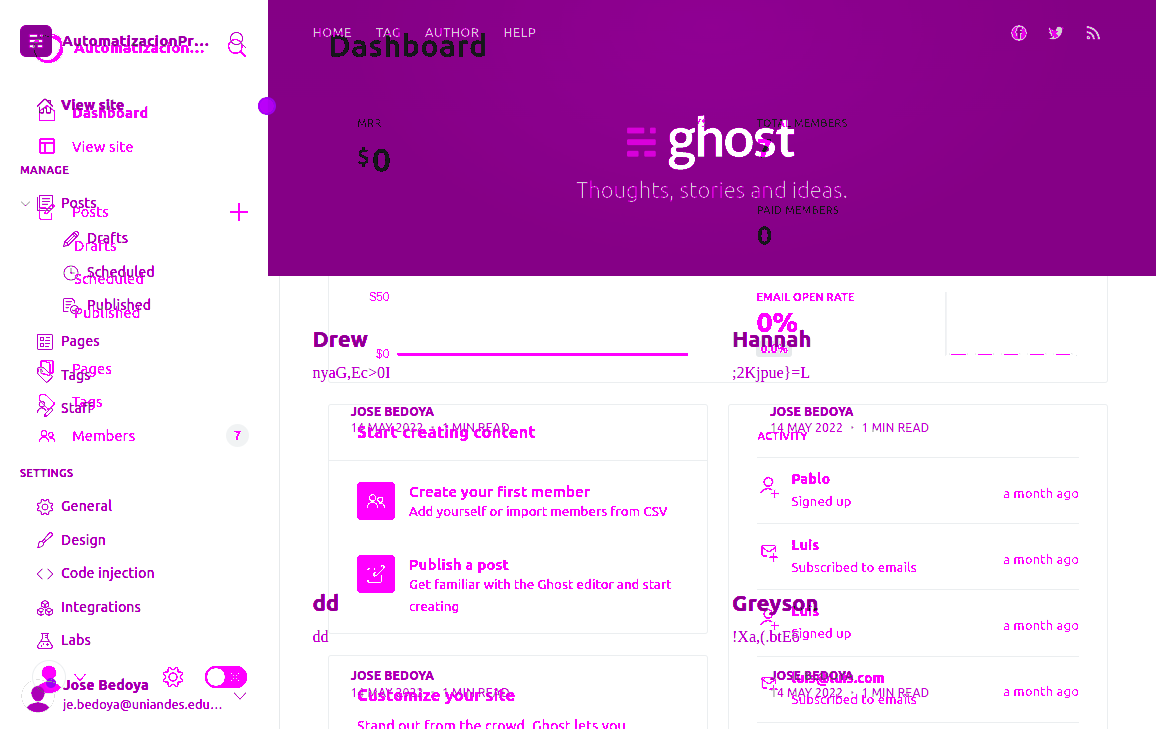 AutomatizacionPr...
Automatizacion...
HOME TAG AUTHOR HELP
Dashboard
View site
Dashboard
View site
MRR
$0
TOTAL MEMBERS
7
ghost
Thoughts, stories and ideas.
PAID MEMBERS
0
MANAGE
Posts
Posts
Drafts
Drafts
Scheduled
Scheduled
Published
Published
Pages
Pages
Tags
Tags
Staff
Members 7
SETTINGS
General
Design
Code injection
Integrations
Labs
Jose Bedoya
je.bedoya@uniandes.edu...
$50
$0
EMAIL OPEN RATE
0%
0.0%
Drew
nyaG,Ec>0I
Hannah
;2Kjpue}=L
JOSE BEDOYA
14 MAY 2022 · 1 MIN READ
Start creating content
Create your first member
Add yourself or import members from CSV
Publish a post
Get familiar with the Ghost editor and start
creating
JOSE BEDOYA
14 MAY 2022 · 1 MIN READ
ACTIVITY
Pablo
Signed up
a month ago
Luis
Subscribed to emails
a month ago
Luis
Signed up
a month ago
luis@luis.com
Subscribed to emails
a month ago
dd
dd
Greyson
JOSE BEDOYA
14 MAY 2022 · 1 MIN READ
Customize your site
Stand out from the crowd. Ghost lets you
JOSE BEDOYA
14 MAY 2022 · 1 MIN READ